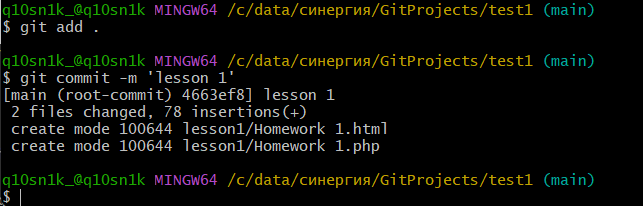 q10sn1k_@q10sn1k MINGW64 /c/data/синергия/GitProjects/test1 (main)
$ git add .
q10sn1k_@q10sn1k MINGW64 /c/data/синергия/GitProjects/test1 (main)
$ git commit -m 'lesson 1'
[main (root-commit) 4663ef8] lesson 1
 2 files changed, 78 insertions(+)
 create mode 100644 lesson1/Homework 1.html
 create mode 100644 lesson1/Homework 1.php
q10sn1k_@q10sn1k MINGW64 /c/data/синергия/GitProjects/test1 (main)
$